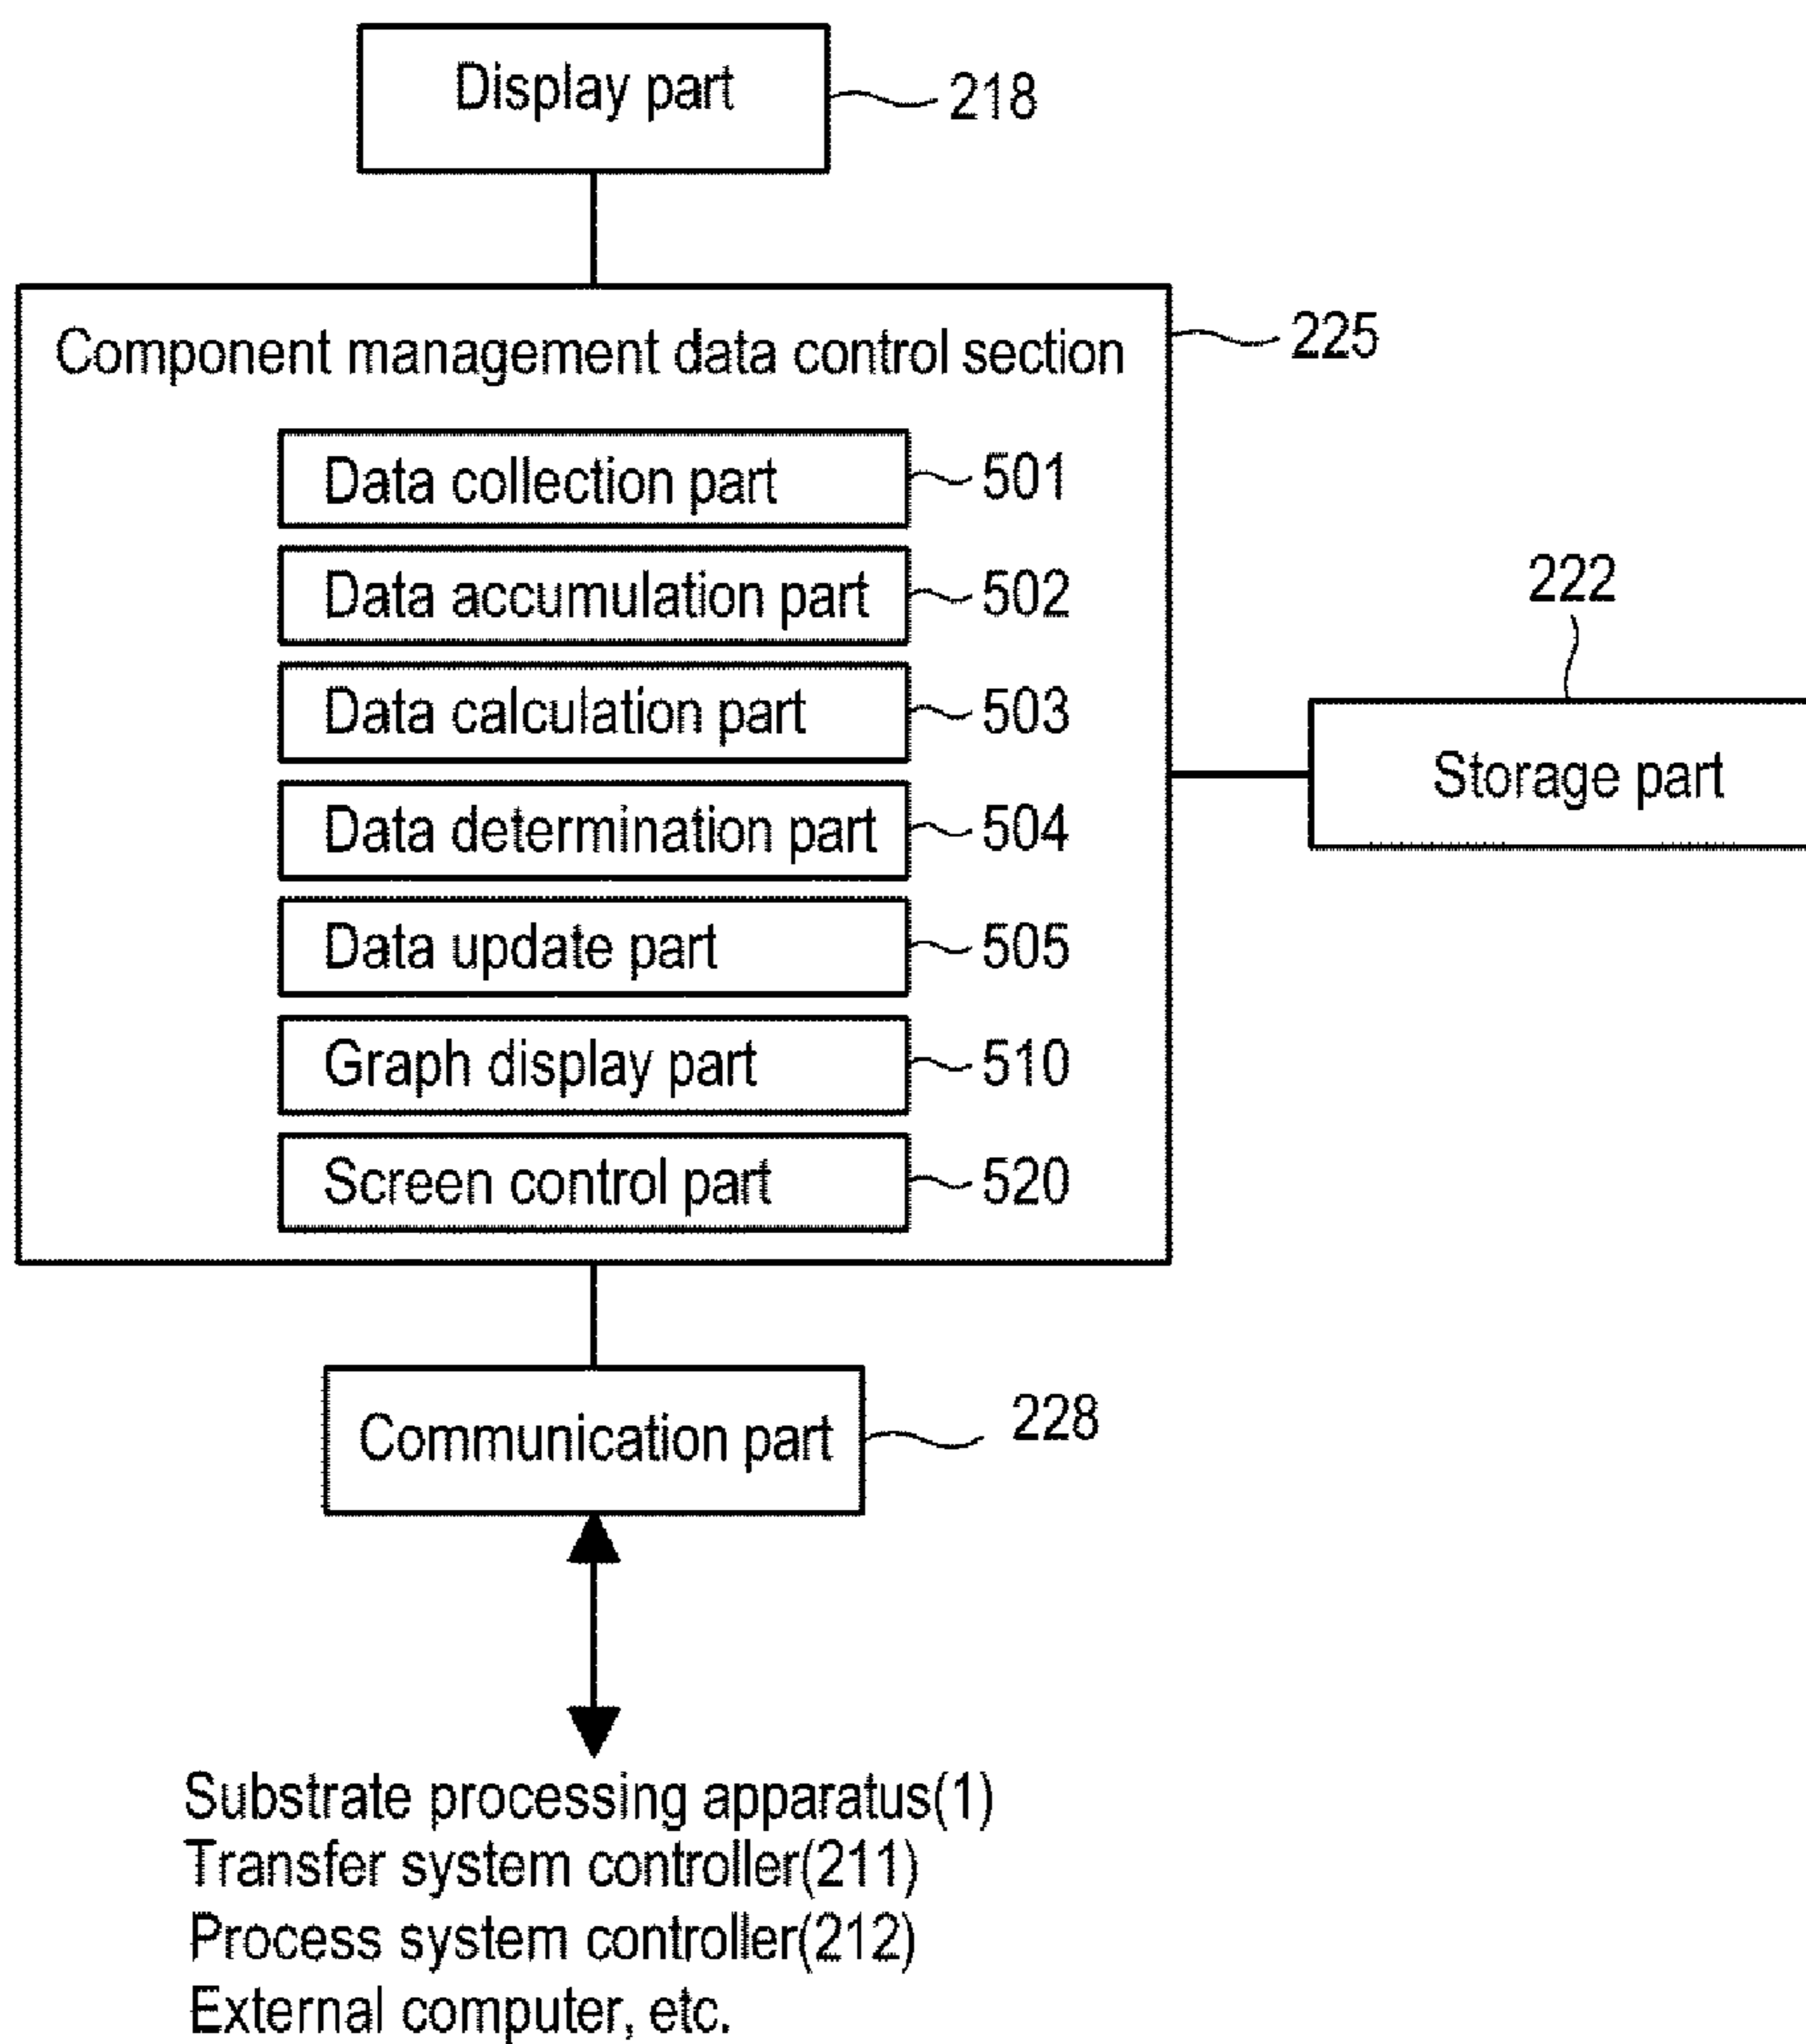 Display part
218
Component management data control section
225
Data collection part
501
Data accumulation part
502
Data calculation part
503
Data determination part
504
Data update part
505
Graph display part
510
Screen control part
520
222
Storage part
Communication part
228
Substrate processing apparatus(1)
Transfer system controller(211)
Process system controller(212)
External computer, etc.